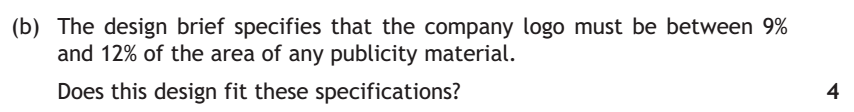 (b) The design brief specifies that the company logo must be between 9%
and 12% of the area of any publicity material.
Does this design fit these specifications? 4